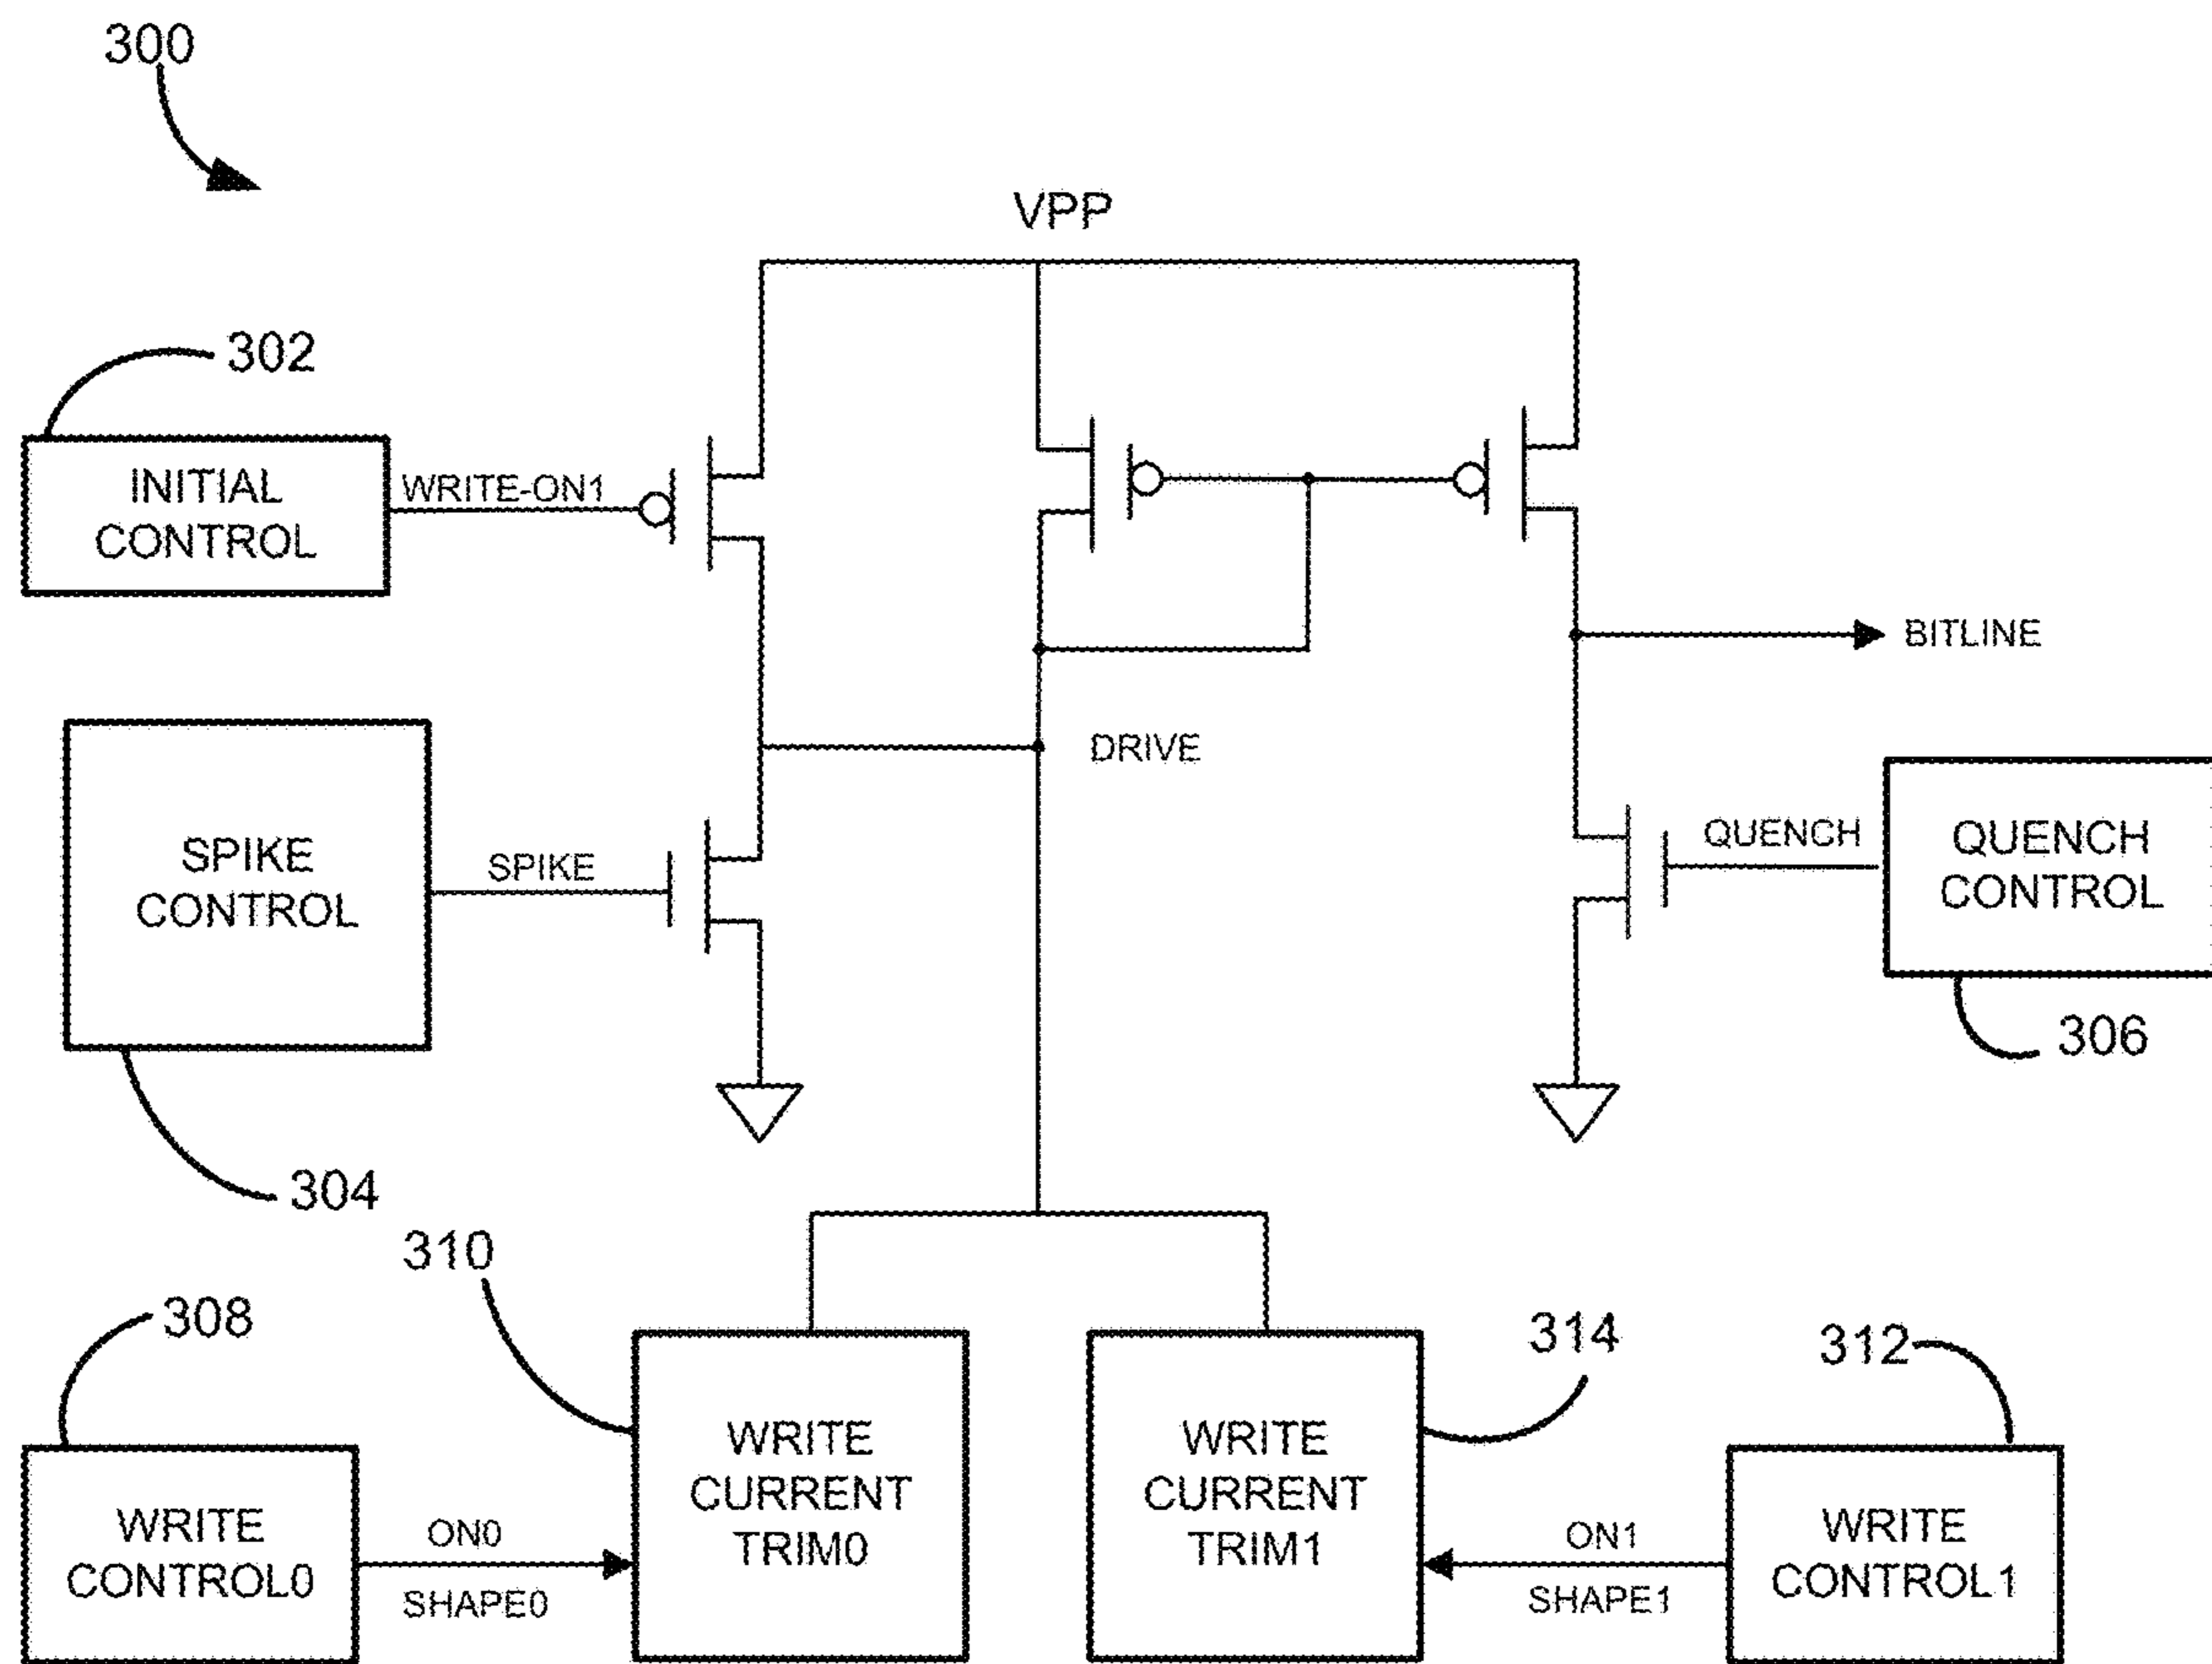 300
VPP
302
INITIAL
CONTROL
WRITE-ON1
BITLINE
DRIVE
SPIKE
CONTROL
SPIKE
QUENCH
QUENCH
CONTROL
306
304
310
308
314
312
WRITE
CURRENT
TRIM0
WRITE
CURRENT
TRIM1
WRITE
CONTROL0
ON0
SHAPE0
ON1
SHAPE1
WRITE
CONTROL1